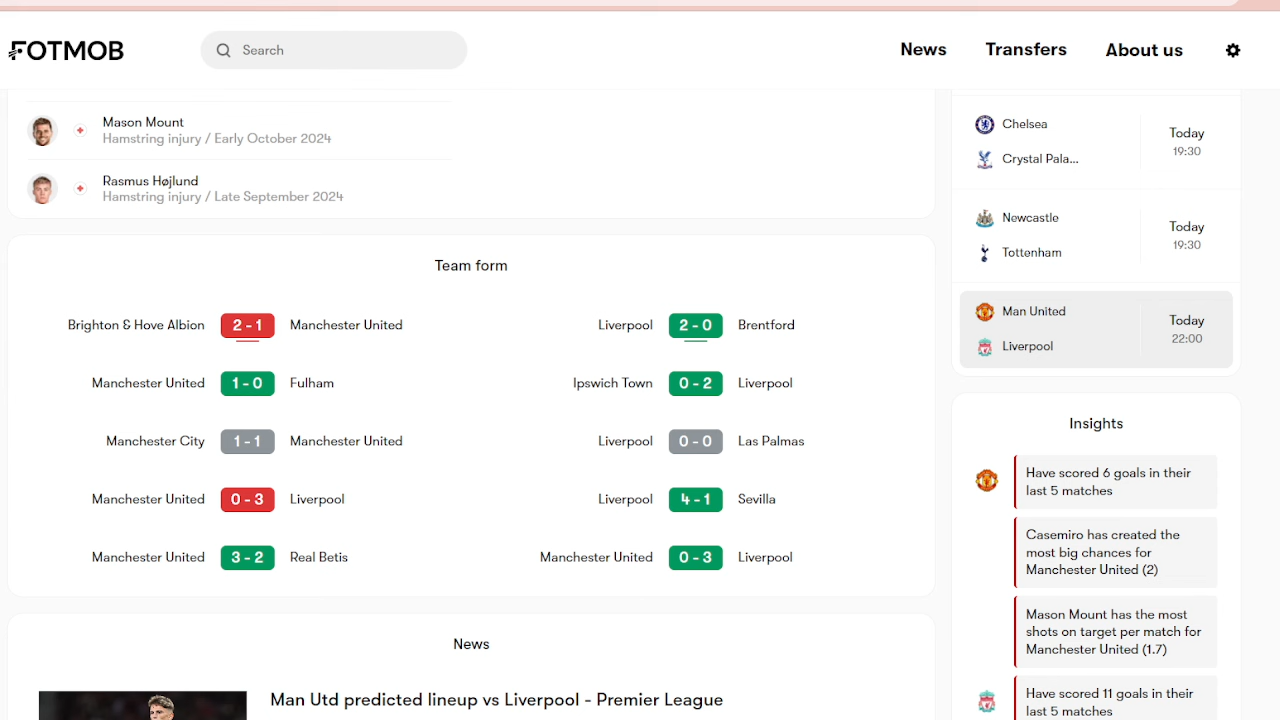 FOTMOB
Search
News
Transfers
About us
Mason Mount
Hamstring injury / Early October 2024
Rasmus Højlund
Hamstring injury / Late September 2024
Team form
Brighton & Hove Albion 2 - 1 Manchester United
Manchester United 1 - 0 Fulham
Manchester City 1 - 1 Manchester United
Manchester United 0 - 3 Liverpool
Manchester United 3 - 2 Real Betis
Liverpool 2 - 0 Brentford
Ipswich Town 0 - 2 Liverpool
Liverpool 0 - 0 Las Palmas
Liverpool 4 - 1 Sevilla
Manchester United 0 - 3 Liverpool
News
Man Utd predicted lineup vs Liverpool - Premier League
Chelsea
Crystal Pala...
Today
19:30
Newcastle
Tottenham
Today
19:30
Man United
Liverpool
Today
22:00
Insights
Have scored 6 goals in their
last 5 matches
Casemiro has created the
most big chances for
Manchester United (2)
Mason Mount has the most
shots on target per match for
Manchester United (1.7)
Have scored 11 goals in their
last 5 matches